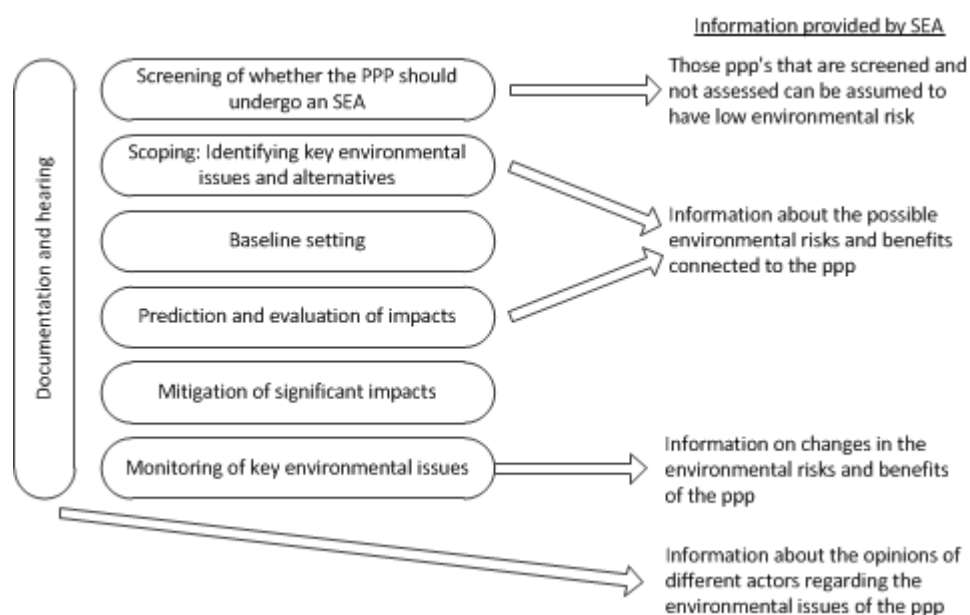 Information provided by SEA
Documentation and hearing
Screening of whether the PPP should
undergo an SEA
Those ppp's that are screened and
not assessed can be assumed to
have low environmental risk
Scoping: Identifying key environmental
issues and alternatives
Baseline setting
Information about the possible
environmental risks and benefits
connected to the ppp
Prediction and evaluation of impacts
Mitigation of significant impacts
Monitoring of key environmental issues
Information on changes in the
environmental risks and benefits
of the ppp
Information about the opinions of
different actors regarding the
environmental issues of the ppp